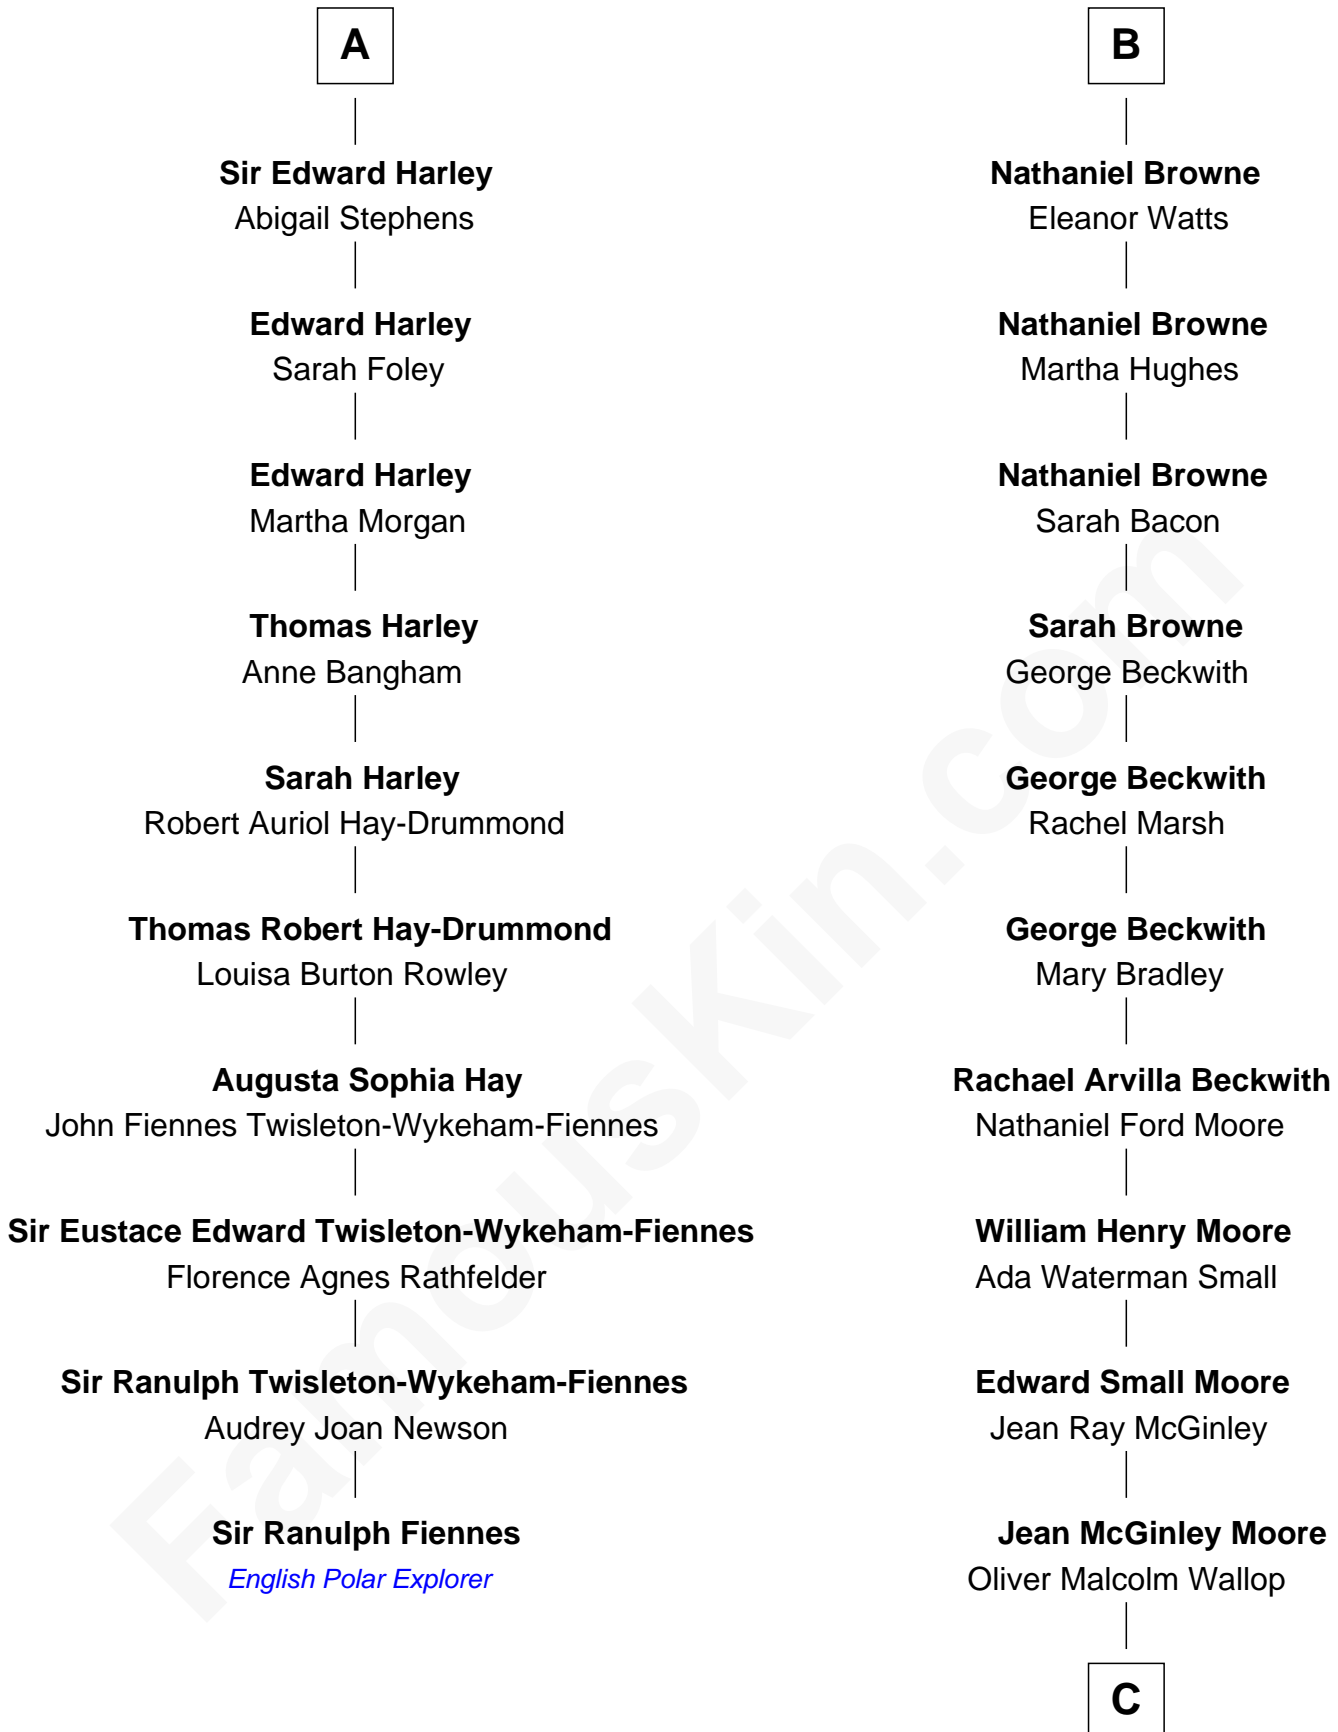 A
Sir Edward Harley
Abigail Stephens
Edward Harley
Sarah Foley
Edward Harley
Martha Morgan
Thomas Harley
Anne Bangham
Sarah Harley
Robert Auriol Hay-Drummond
Thomas Robert Hay-Drummond
Louisa Burton Rowley
Augusta Sophia Hay
John Fiennes Twisleton-Wykeham-Fiennes
Sir Eustace Edward Twisleton-Wykeham-Fiennes
Florence Agnes Rathfelder
Sir Ranulph Twisleton-Wykeham-Fiennes
Audrey Joan Newson
Sir Ranulph Fiennes
English Polar Explorer
B
Nathaniel Browne
Eleanor Watts
Nathaniel Browne
Martha Hughes
Nathaniel Browne
Sarah Bacon
Sarah Browne
George Beckwith
George Beckwith
Rachel Marsh
George Beckwith
Mary Bradley
Rachael Arvilla Beckwith
Nathaniel Ford Moore
William Henry Moore
Ada Waterman Small
Edward Small Moore
Jean Ray McGinley
Jean McGinley Moore
Oliver Malcolm Wallop
C
FamousKin.com